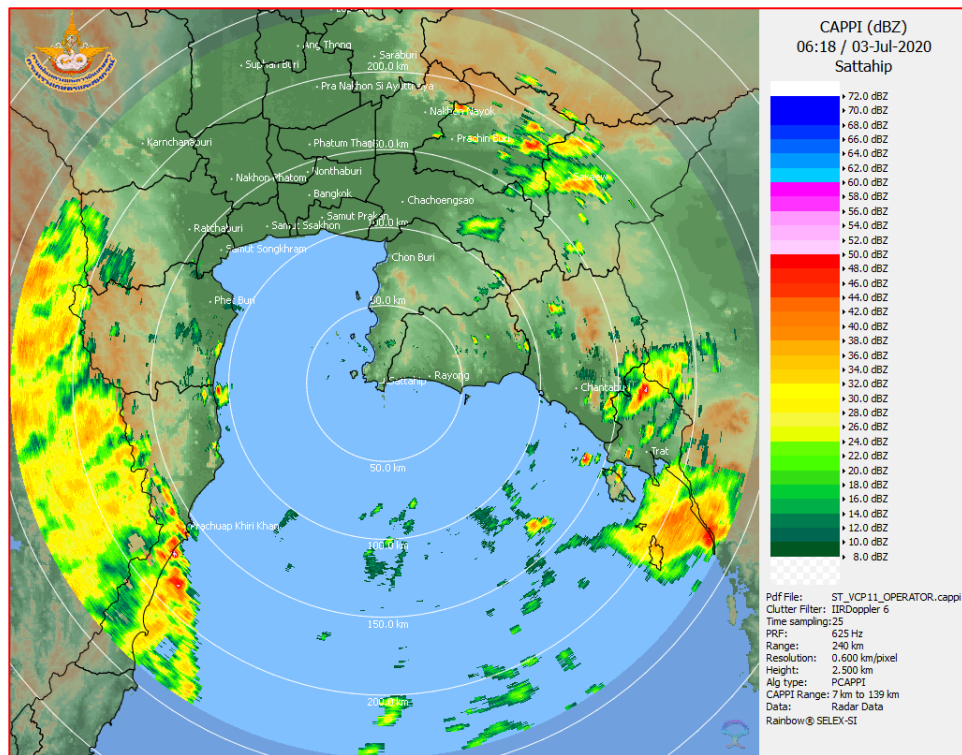 CAPPI (dBZ)
06:18 / 03-Jul-2020
Sattahip
72.0 dBZ
70.0 dBZ
68.0 dBZ
66.0 dBZ
64.0 dBZ
62.0 dBZ
60.0 dBZ
58.0 dBZ
56.0 dBZ
54.0 dBZ
52.0 dBZ
50.0 dBZ
48.0 dBZ
46.0 dBZ
44.0 dBZ
42.0 dBZ
40.0 dBZ
38.0 dBZ
36.0 dBZ
34.0 dBZ
32.0 dBZ
30.0 dBZ
28.0 dBZ
26.0 dBZ
24.0 dBZ
22.0 dBZ
20.0 dBZ
18.0 dBZ
16.0 dBZ
14.0 dBZ
12.0 dBZ
10.0 dBZ
8.0 dBZ
Pdf File: ST_VCP11_OPERATOR.cappi
Clutter Filter: IIRDoppler 6
Time sampling:25
PRF: 625 Hz
Range: 240 km
Resolution: 0.600 km/pixel
Height: 2.500 km
Alg type: PCAPPI
CAPPI Range: 7 km to 139 km
Data: Radar Data
Rainbow® SELEX-SI
Ang Thong
Saraburi
Suphan Buri
200.0 km
Pra Nakhon Si Ayuttraya
Nakhon Nayok
Karnchanapuri
Prachin Buri
Nonthaburi
Nakhon Phatom
Bangkok
Chachoengsao
Samut Prakan
Ratchaburi
Samut Ssakhon
Samut Songkhram
Chon Buri
Phet Buri
50.0 km
Rayong
Sattahip
Trat
50.0 km
Prachuap Khiri Khan
100.0 km
150.0 km
200.0 km